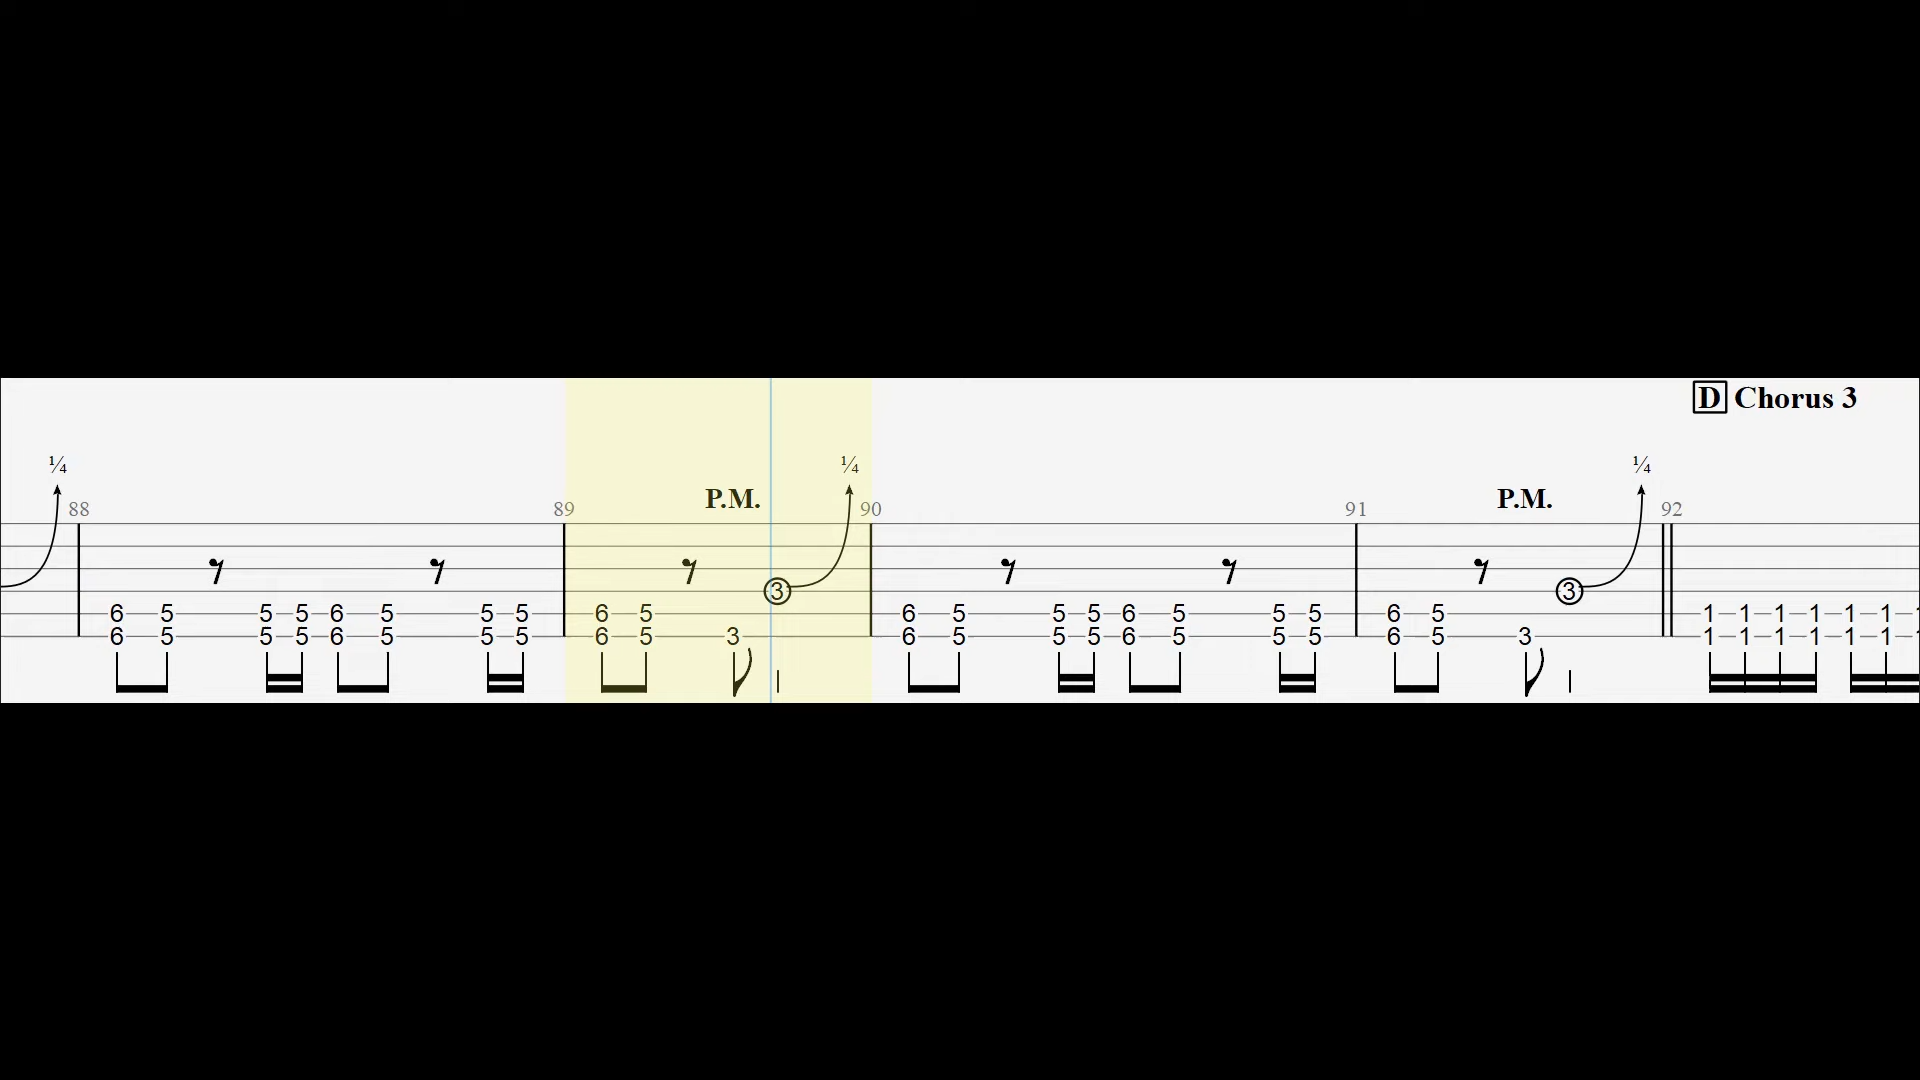 D Chorus 3
¼ ¼ ¼
P.M. P.M.
88 89 90 91 92
3 3
6 5 5 5 6 5 5 5 6 5 6 5 5 5 6 5 5 5 6 5 1 1 1 1 1 1
6 5 5 5 6 5 5 5 6 5 3 6 5 5 5 6 5 5 5 6 5 3 1 1 1 1 1 1